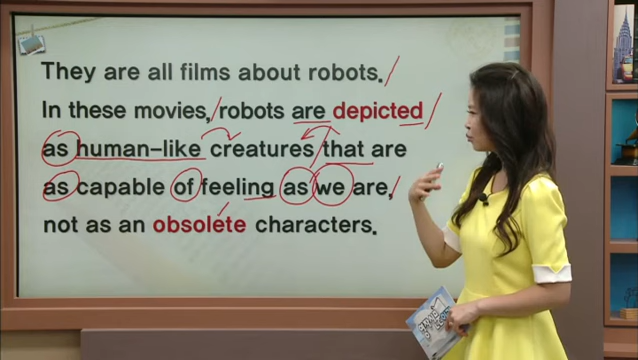 They are all films about robots.
In these movies, robots are depicted
as human-like creatures that are
as capable of feeling as we are,
not as an obsolete characters.